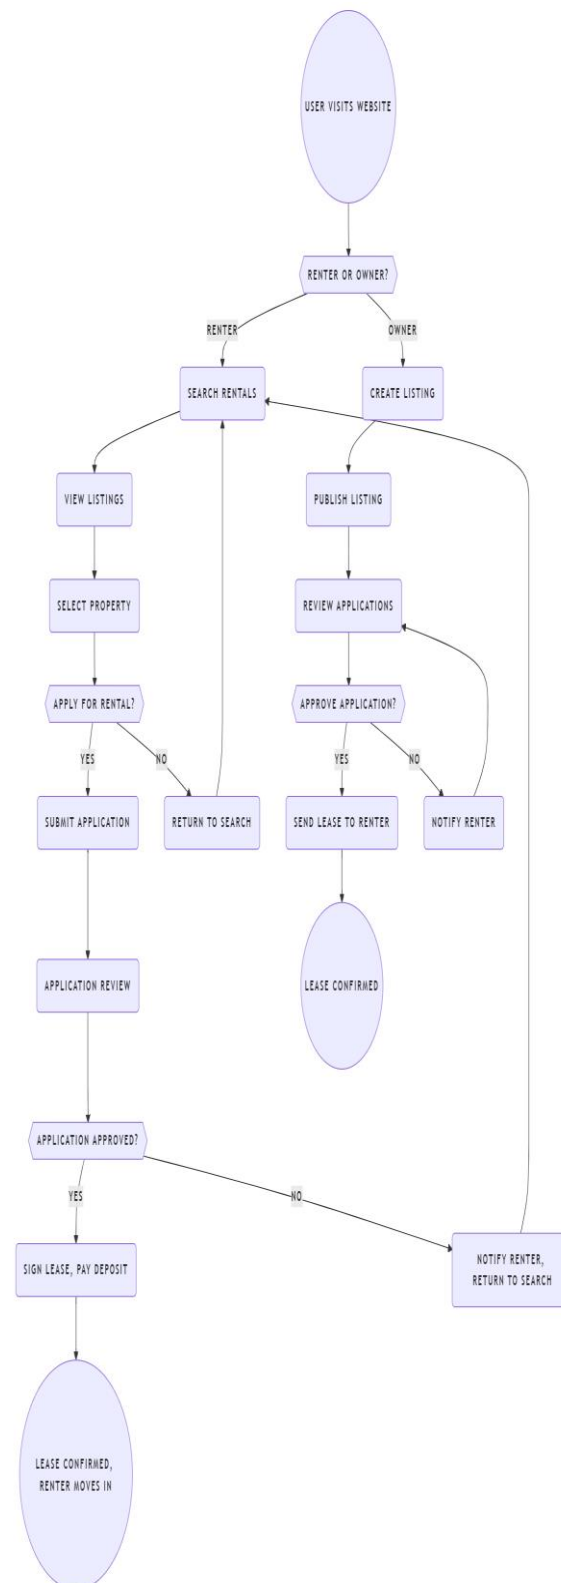 USER VISITS WEBSITE
RENTER OR OWNER?
RENTER
OWNER
SEARCH RENTALS
CREATE LISTING
VIEW LISTINGS
PUBLISH LISTING
SELECT PROPERTY
REVIEW APPLICATIONS
APPLY FOR RENTAL?
APPROVE APPLICATION?
YES
NO
YES
NO
SUBMIT APPLICATION
RETURN TO SEARCH
SEND LEASE TO RENTER
NOTIFY RENTER
APPLICATION REVIEW
LEASE CONFIRMED
APPLICATION APPROVED?
YES
NO
SIGN LEASE, PAY DEPOSIT
NOTIFY RENTER,
RETURN TO SEARCH
LEASE CONFIRMED,
RENTER MOVES IN